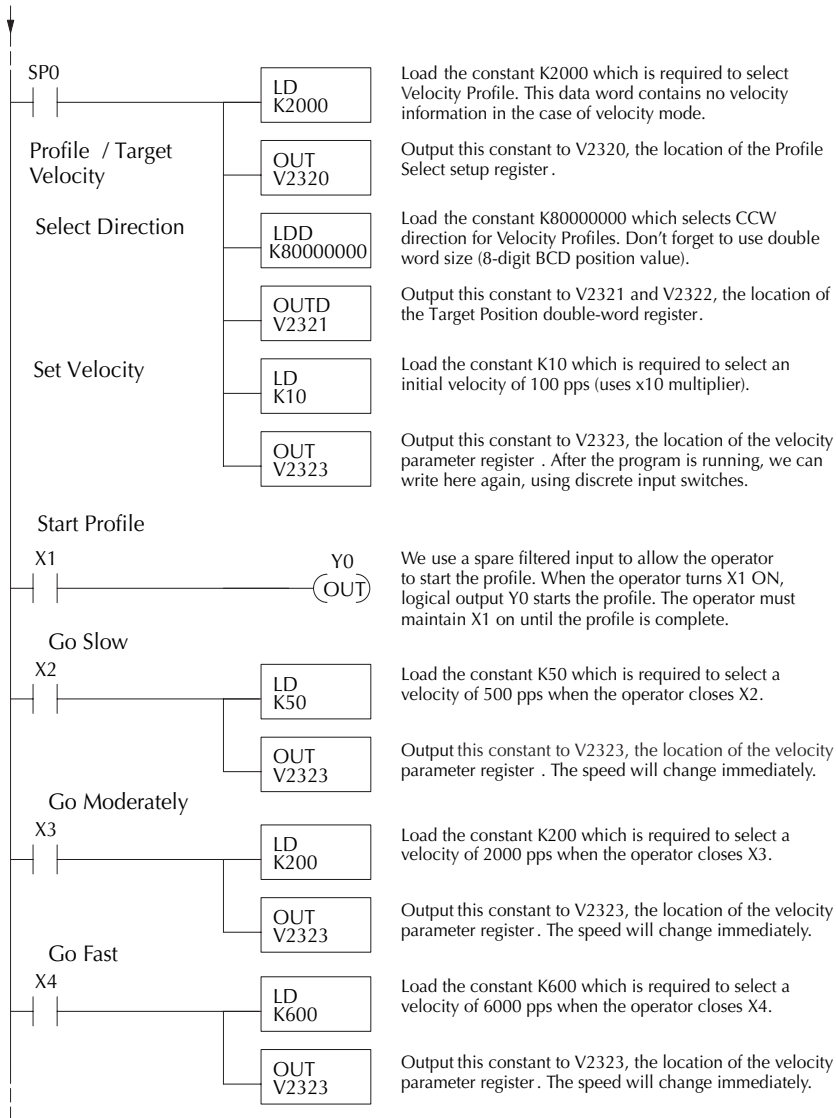 SP0
LD
K2000
Load the constant K2000 which is required to select
Velocity Profile. This data word contains no velocity
information in the case of velocity mode.
Profile / Target
Velocity
OUT
V2320
Output this constant to V2320, the location of the Profile
Select setup register.
Select Direction
LDD
K80000000
Load the constant K80000000 which selects CCW
direction for Velocity Profiles. Don't forget to use double
word size (8-digit BCD position value).
OUTD
V2321
Output this constant to V2321 and V2322, the location of
the Target Position double-word register.
Set Velocity
LD
K10
Load the constant K10 which is required to select an
initial velocity of 100 pps (uses x10 multiplier).
OUT
V2323
Output this constant to V2323, the location of the velocity
parameter register . After the program is running, we can
write here again, using discrete input switches.
Start Profile
X1
Y0
OUT
We use a spare filtered input to allow the operator
to start the profile. When the operator turns X1 ON,
logical output Y0 starts the profile. The operator must
maintain X1 on until the profile is complete.
Go Slow
X2
LD
K50
Load the constant K50 which is required to select a
velocity of 500 pps when the operator closes X2.
OUT
V2323
Output this constant to V2323, the location of the velocity
parameter register . The speed will change immediately.
Go Moderately
X3
LD
K200
Load the constant K200 which is required to select a
velocity of 2000 pps when the operator closes X3.
OUT
V2323
Output this constant to V2323, the location of the velocity
parameter register. The speed will change immediately.
Go Fast
X4
LD
K600
Load the constant K600 which is required to select a
velocity of 6000 pps when the operator closes X4.
OUT
V2323
Output this constant to V2323, the location of the velocity
parameter register. The speed will change immediately.